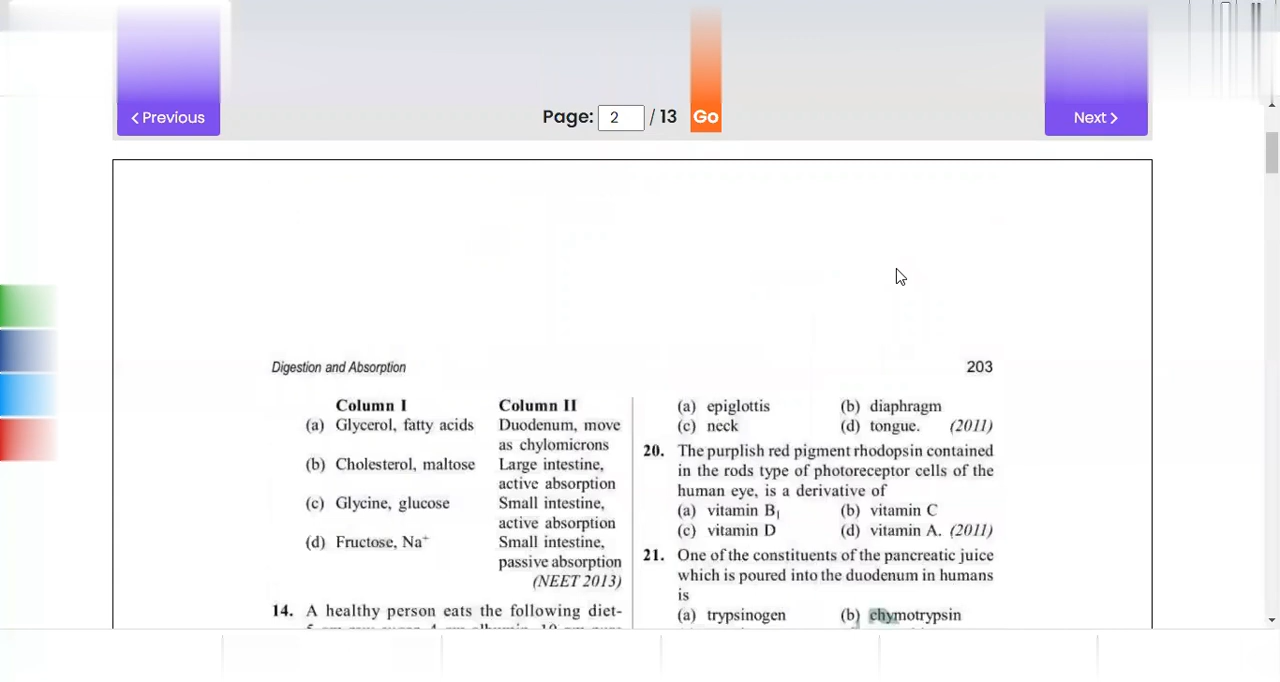 Previous
Page: 2 / 13 Go
Next
Digestion and Absorption
203
Column I Column II
(a) Glycerol, fatty acids Duodenum, move
as chylomicrons
(b) Cholesterol, maltose Large intestine,
active absorption
(c) Glycine, glucose Small intestine,
active absorption
(d) Fructose, Na⁺ Small intestine,
passive absorption
(NEET 2013)
14. A healthy person eats the following diet-
(a) epiglottis (b) diaphragm
(c) neck (d) tongue. (2011)
20. The purplish red pigment rhodopsin contained
in the rods type of photoreceptor cells of the
human eye, is a derivative of
(a) vitamin B₁ (b) vitamin C
(c) vitamin D (d) vitamin A. (2011)
21. One of the constituents of the pancreatic juice
which is poured into the duodenum in humans
is
(a) trypsinogen (b) chymotrypsin